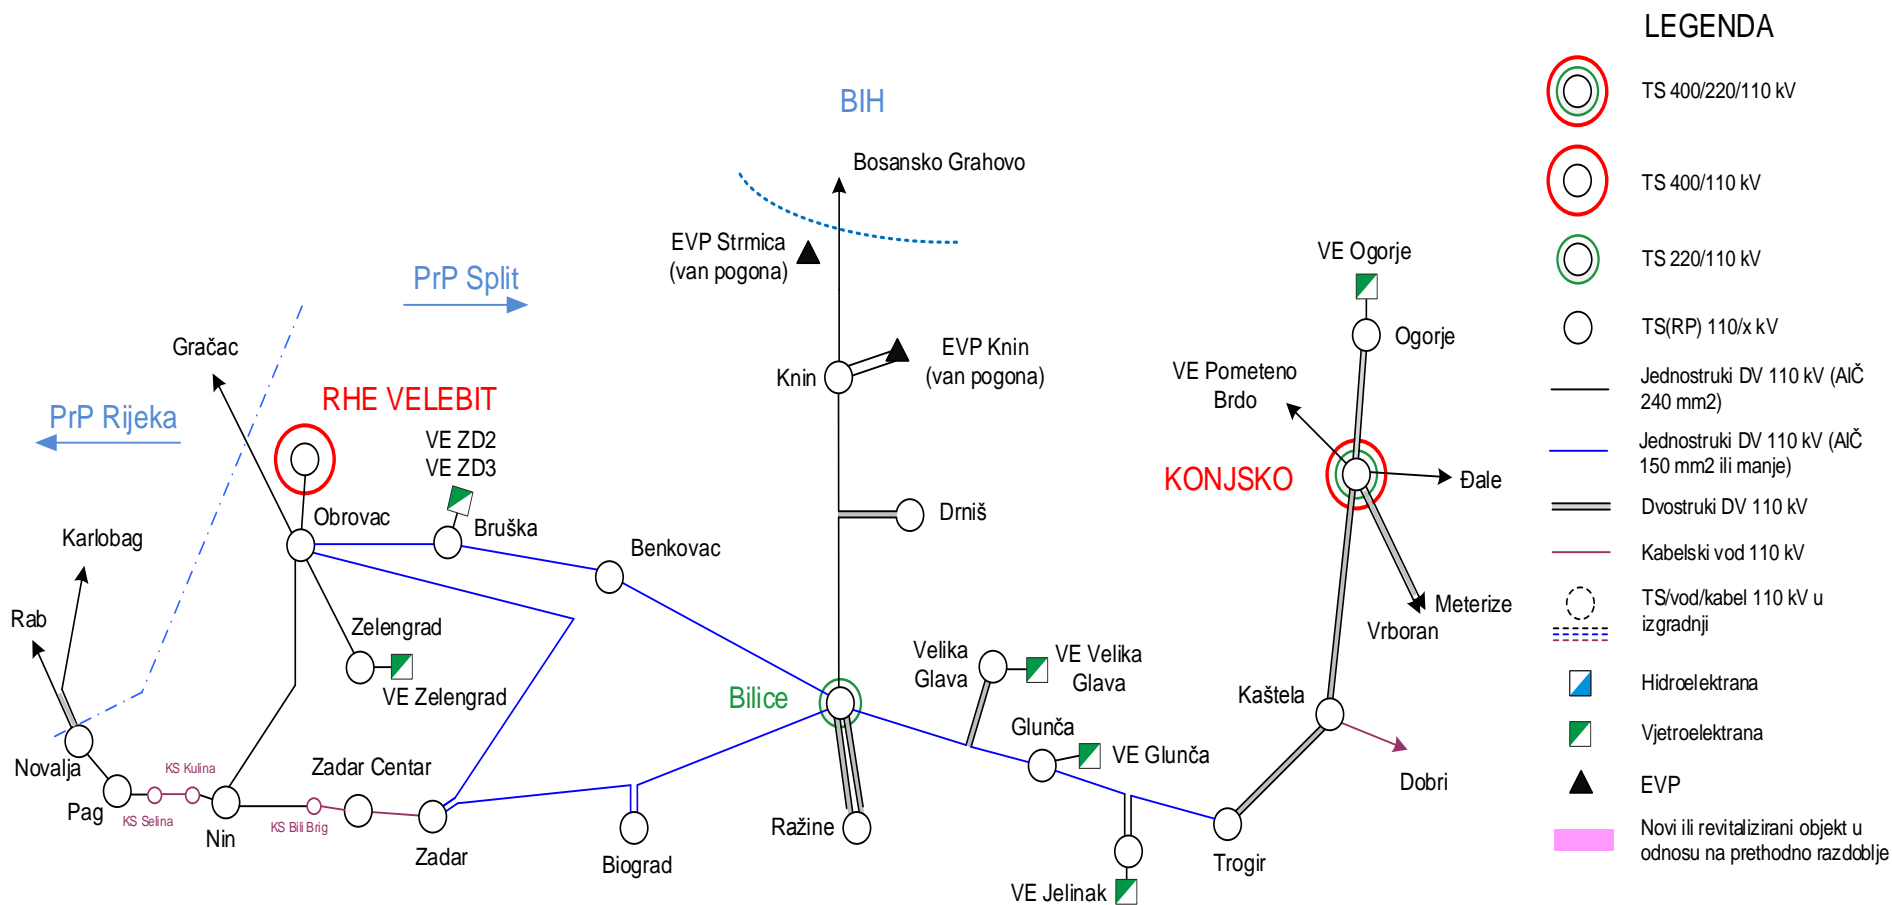 LEGENDA
TS 400/220/110 kV
TS 400/110 kV
TS 220/110 kV
TS(RP) 110/x kV
Jednostruki DV 110 kV (AIČ
240 mm2)
Jednostruki DV 110 kV (AIČ
150 mm2 ili manje)
Dvostruki DV 110 kV
Kabelski vod 110 kV
TS/vod/kabel 110 kV u
izgradnji
Hidroelektrana
Vjetroelektrana
EVP
Novi ili revitalizirani objekt u
odnosu na prethodno razdoblje
BIH
Bosansko Grahovo
EVP Strmica
(van pogona)
PrP Split
PrP Rijeka
Gračac
RHE VELEBIT
VE ZD2
VE ZD3
Obrovac
Bruška
Benkovac
Karlobag
Rab
Zelengrad
VE Zelengrad
Novalja
Pag
KS Kulina
KS Selina
Nin
KS Bili Brig
Zadar Centar
Zadar
Biograd
Knin
EVP Knin
(van pogona)
Drniš
Bilice
Ražine
Velika
Glava
VE Velika
Glava
Glunča
VE Glunča
VE Jelinak
Trogir
Kaštela
Dobri
VE Ogorje
Ogorje
VE Pometeno
Brdo
KONJSKO
Đale
Meterize
Vrboran